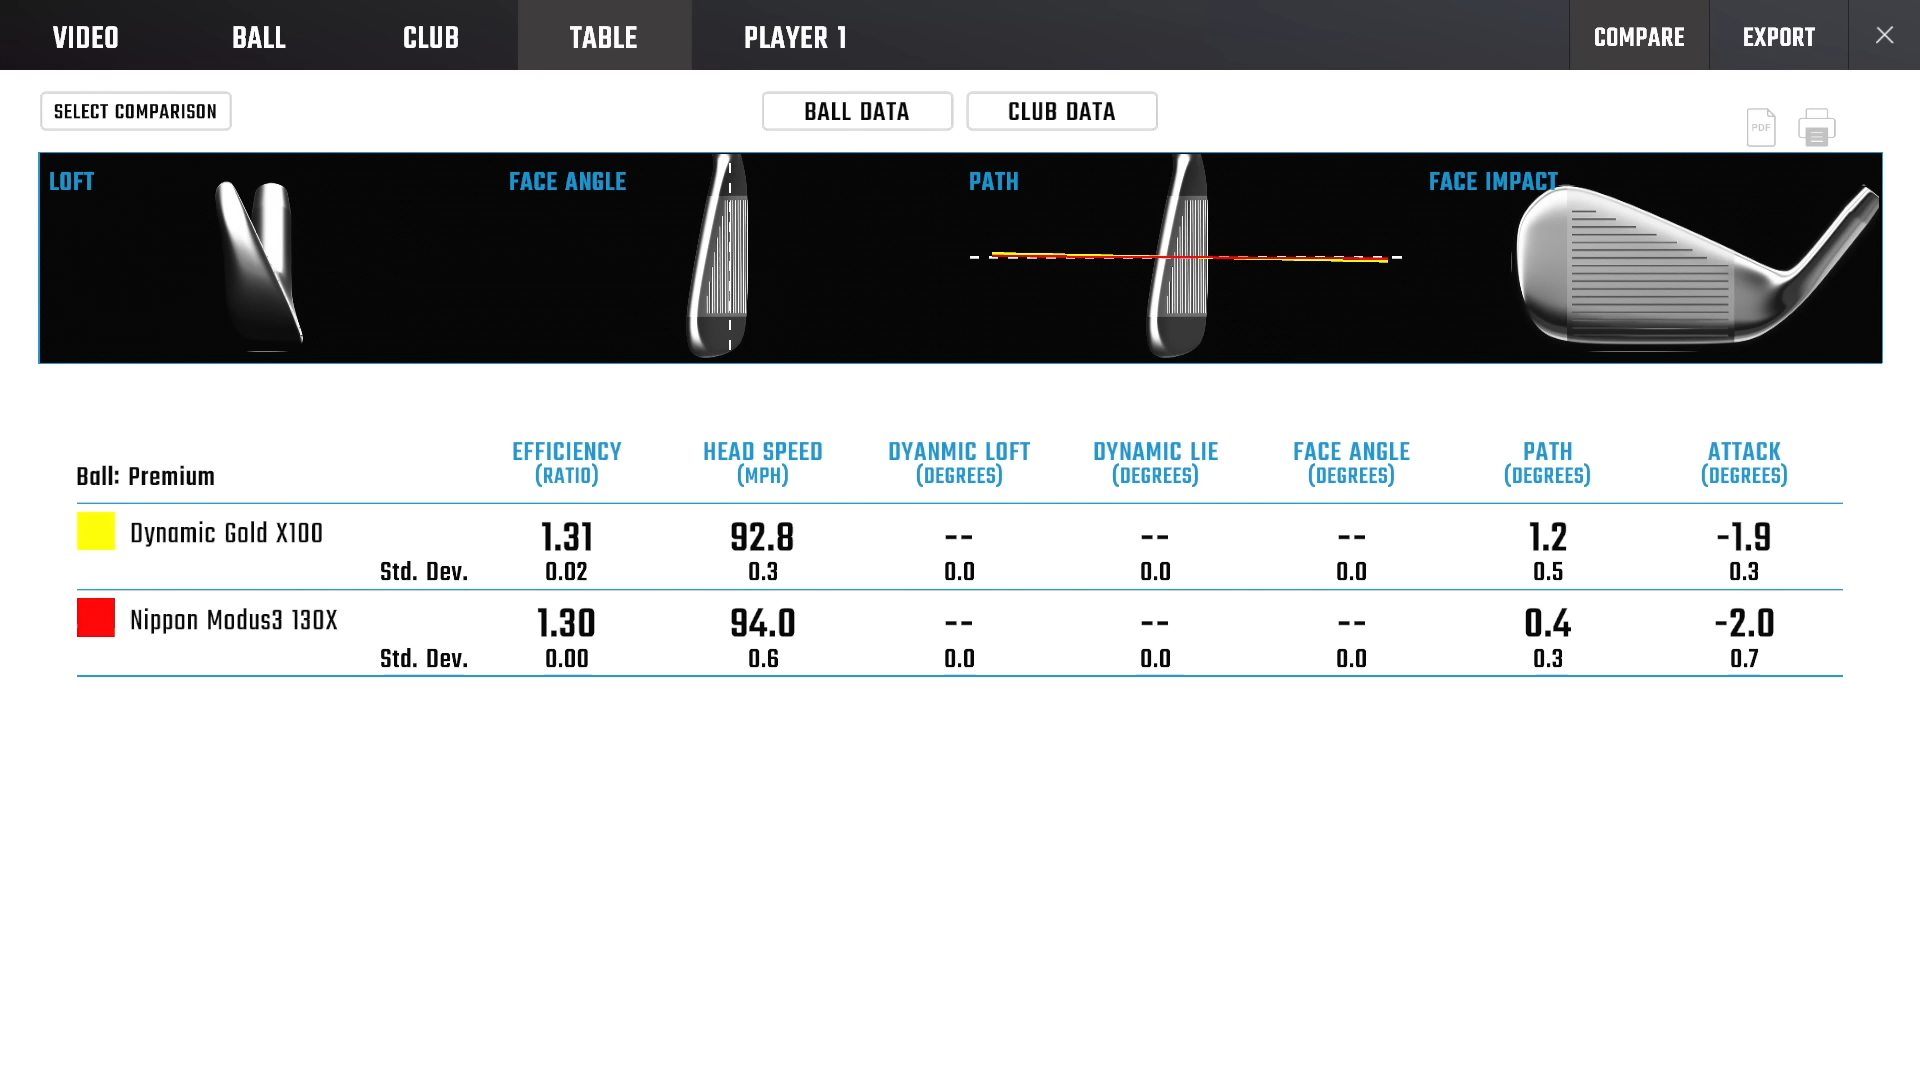 VIDEO BALL CLUB TABLE PLAYER 1 COMPARE EXPORT
SELECT COMPARISON BALL DATA CLUB DATA PDF
LOFT FACE ANGLE PATH FACE IMPACT
EFFICIENCY HEAD SPEED DYANMIC LOFT DYNAMIC LIE FACE ANGLE PATH ATTACK
Ball: Premium (RATIO) (MPH) (DEGREES) (DEGREES) (DEGREES) (DEGREES) (DEGREES)
Dynamic Gold X100 1.31 92.8 -- -- -- 1.2 -1.9
Std. Dev. 0.02 0.3 0.0 0.0 0.0 0.5 0.3
Nippon Modus3 130X 1.30 94.0 -- -- -- 0.4 -2.0
Std. Dev. 0.00 0.6 0.0 0.0 0.0 0.3 0.7